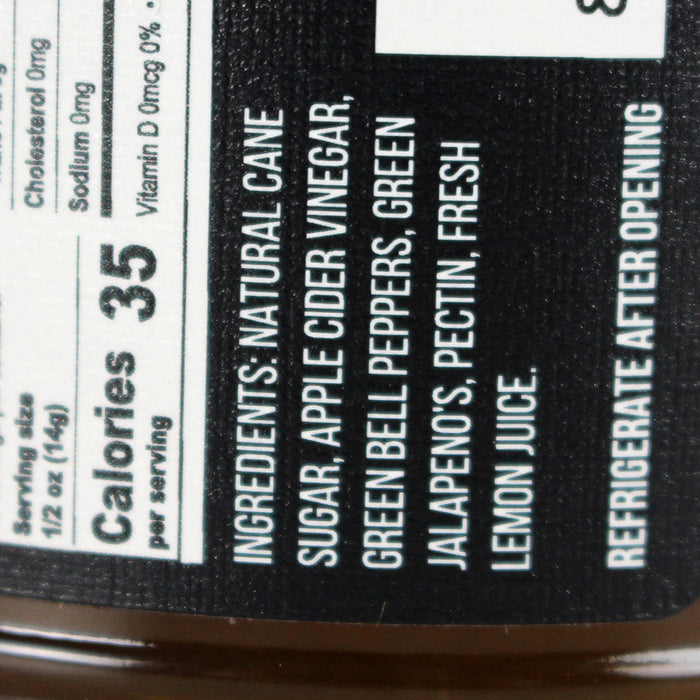 Cholesterol 0mg
Sodium 0mg
Vitamin D 0mcg 0% •
Serving size
1/2 oz (14g)
Calories 35
per serving
INGREDIENTS: NATURAL CANE
SUGAR, APPLE CIDER VINEGAR,
GREEN BELL PEPPERS, GREEN
JALAPENO'S, PECTIN, FRESH
LEMON JUICE.
REFRIGERATE AFTER OPENING